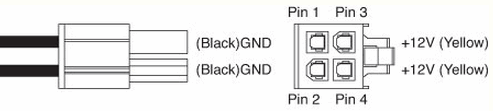 Pin 1 Pin 3
(Black)GND +12V (Yellow)
(Black)GND +12V (Yellow)
Pin 2 Pin 4